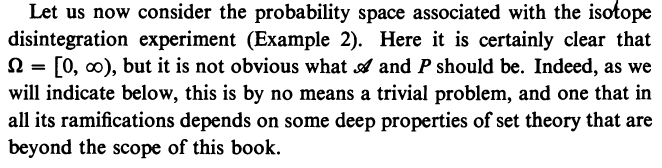 Let us now consider the probability space associated with the isotope
disintegration experiment (Example 2). Here it is certainly clear that
Ω = [0, ∞), but it is not obvious what 𝒜 and P should be. Indeed, as we
will indicate below, this is by no means a trivial problem, and one that in
all its ramifications depends on some deep properties of set theory that are
beyond the scope of this book.